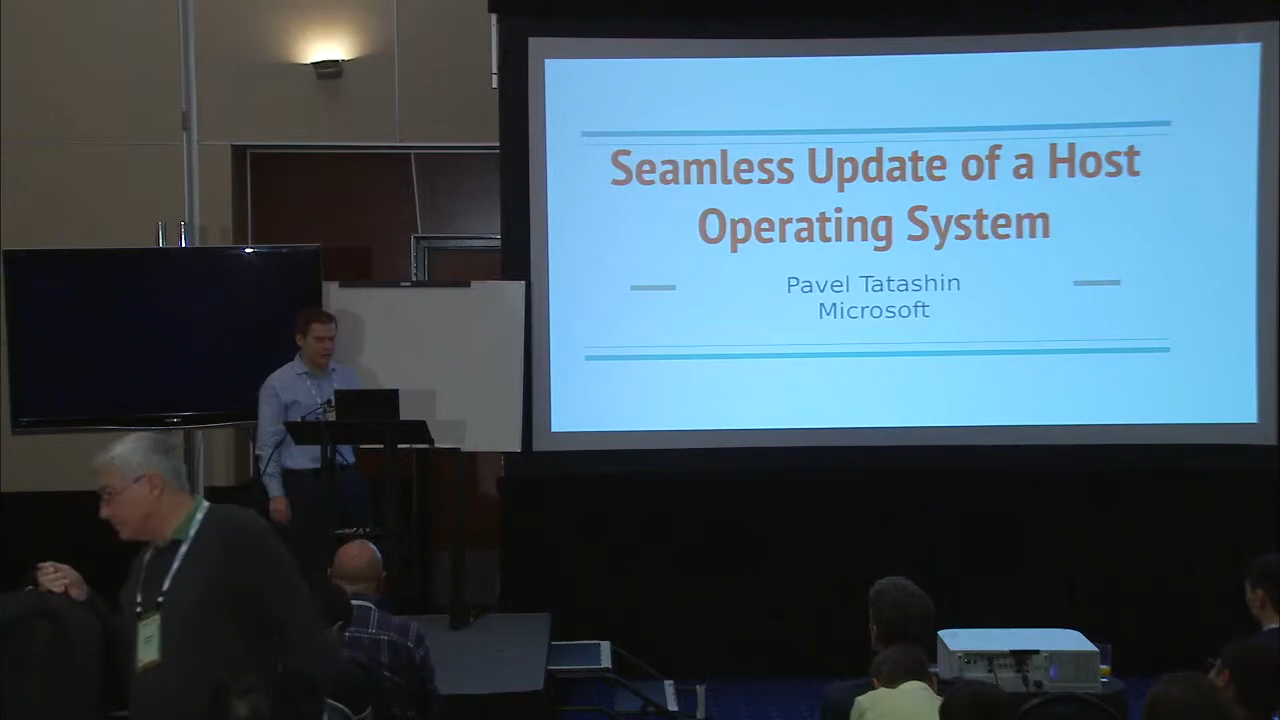 Seamless Update of a Host
Operating System
Pavel Tatashin
Microsoft